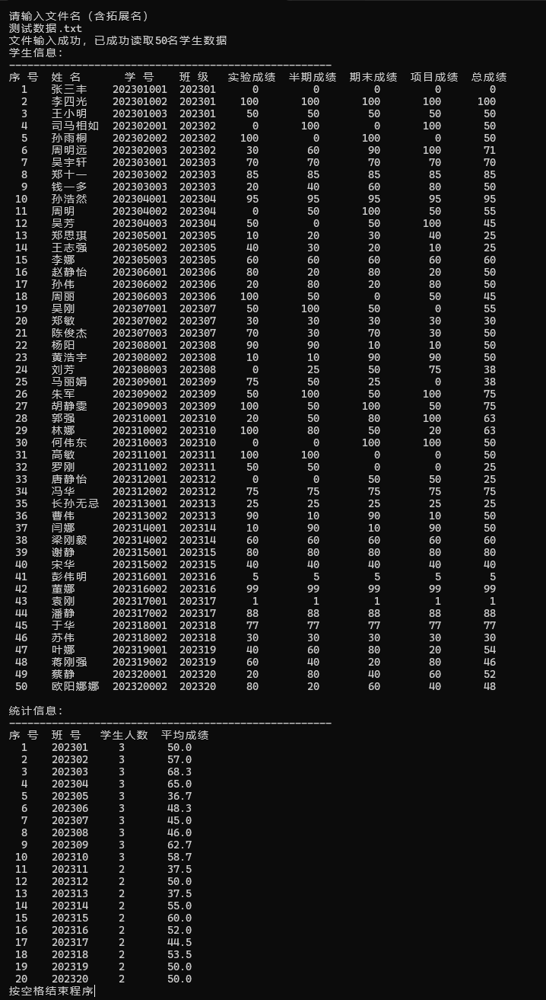 请输入文件名（含拓展名）
测试数据.txt
文件输入成功，已成功读取50名学生数据
学生信息：
-----------------------------------------------------
序 号  姓 名       学 号    班 级   实验成绩  半期成绩  期末成绩  项目成绩  总成绩
1 张三丰 202301001 202301 0 0 0 0 0
2 李四光 202301002 202301 100 100 100 100 100
3 王小明 202301003 202301 50 50 50 50 50
4 司马相如 202302001 202302 0 100 0 100 50
5 孙雨桐 202302002 202302 100 0 100 0 50
6 周明远 202302003 202302 30 60 90 100 71
7 吴宇轩 202303001 202303 70 70 70 70 70
8 郑十一 202303002 202303 85 85 85 85 85
9 钱一多 202303003 202303 20 40 60 80 50
10 孙浩然 202304001 202304 95 95 95 95 95
11 周明 202304002 202304 0 50 100 50 55
12 吴芳 202304003 202304 50 0 50 100 45
13 郑思琪 202305001 202305 10 20 30 40 25
14 王志强 202305002 202305 40 30 20 10 25
15 李娜 202305003 202305 60 60 60 60 60
16 赵静怡 202306001 202306 80 20 80 20 50
17 孙伟 202306002 202306 20 80 20 80 50
18 周丽 202306003 202306 100 50 0 50 45
19 吴刚 202307001 202307 50 100 50 0 55
20 郑敏 202307002 202307 30 30 30 30 30
21 陈俊杰 202307003 202307 70 30 70 30 50
22 杨阳 202308001 202308 90 90 10 10 50
23 黄浩宇 202308002 202308 10 10 90 90 50
24 刘芳 202308003 202308 0 25 50 75 38
25 马丽娟 202309001 202309 75 50 25 0 38
26 朱军 202309002 202309 50 100 50 100 75
27 胡静雯 202309003 202309 100 50 100 50 75
28 郭强 202310001 202310 20 50 80 100 63
29 林娜 202310002 202310 100 80 50 20 63
30 何伟东 202310003 202310 0 0 100 100 50
31 高敏 202311001 202311 100 100 0 0 50
32 罗刚 202311002 202311 50 50 0 0 25
33 唐静怡 202312001 202312 0 0 50 50 25
34 冯华 202312002 202312 75 75 75 75 75
35 长孙无忌 202313001 202313 25 25 25 25 25
36 曹伟 202313002 202313 90 10 90 10 50
37 闫娜 202314001 202314 10 90 10 90 50
38 梁刚毅 202314002 202314 60 60 60 60 60
39 谢静 202315001 202315 80 80 80 80 80
40 宋华 202315002 202315 40 40 40 40 40
41 彭伟明 202316001 202316 5 5 5 5 5
42 董娜 202316002 202316 99 99 99 99 99
43 袁刚 202317001 202317 1 1 1 1 1
44 潘静 202317002 202317 88 88 88 88 88
45 于华 202318001 202318 77 77 77 77 77
46 苏伟 202318002 202318 30 30 30 30 30
47 叶娜 202319001 202319 40 60 80 20 54
48 蒋刚强 202319002 202319 60 40 20 80 46
49 蔡静 202320001 202320 20 80 40 60 52
50 欧阳娜娜 202320002 202320 80 20 60 40 48
统计信息：
-----------------------------------------------------
序 号  班 号   学生人数  平均成绩
1 202301 3 50.0
2 202302 3 57.0
3 202303 3 68.3
4 202304 3 65.0
5 202305 3 36.7
6 202306 3 48.3
7 202307 3 45.0
8 202308 3 46.0
9 202309 3 62.7
10 202310 3 58.7
11 202311 2 37.5
12 202312 2 50.0
13 202313 2 37.5
14 202314 2 55.0
15 202315 2 60.0
16 202316 2 52.0
17 202317 2 44.5
18 202318 2 53.5
19 202319 2 50.0
20 202320 2 50.0
按空格结束程序